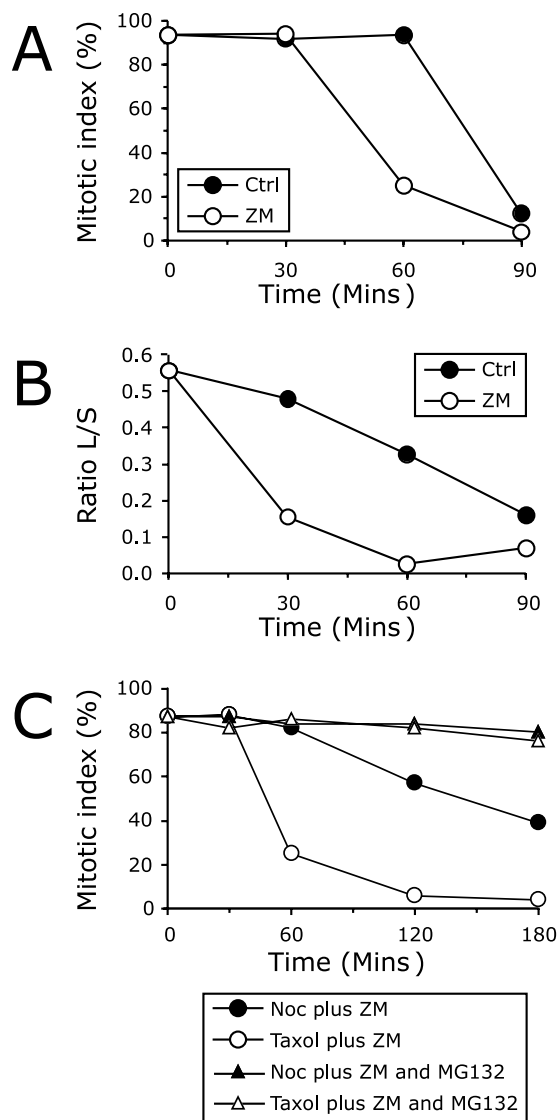 A
Mitotic index (%)
100
80
60
40
20
0
Ctrl
ZM
0 30 60 90
Time (Mins)
B
Ratio L/S
0.6
0.5
0.4
0.3
0.2
0.1
0.0
Ctrl
ZM
0 30 60 90
Time (Mins)
C
Mitotic index (%)
100
80
60
40
20
0
0 60 120 180
Time (Mins)
Noc plus ZM
Taxol plus ZM
Noc plus ZM and MG132
Taxol plus ZM and MG132